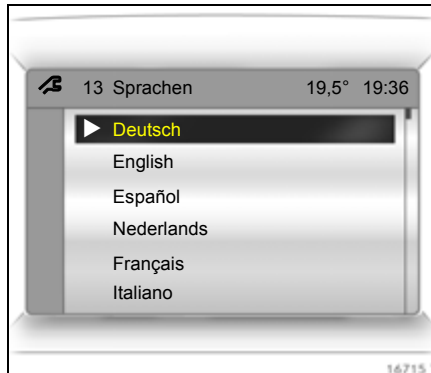 13 Sprachen 19,5° 19:36
Deutsch
English
Español
Nederlands
Français
Italiano
16715